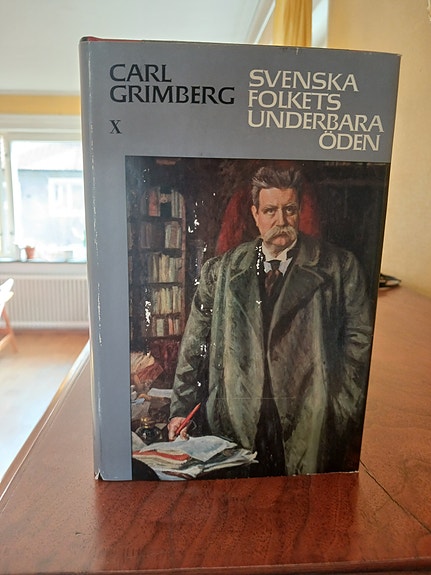 CARL
GRIMBERG
X
SVENSKA
FOLKETS
UNDERBARA
ÖDEN